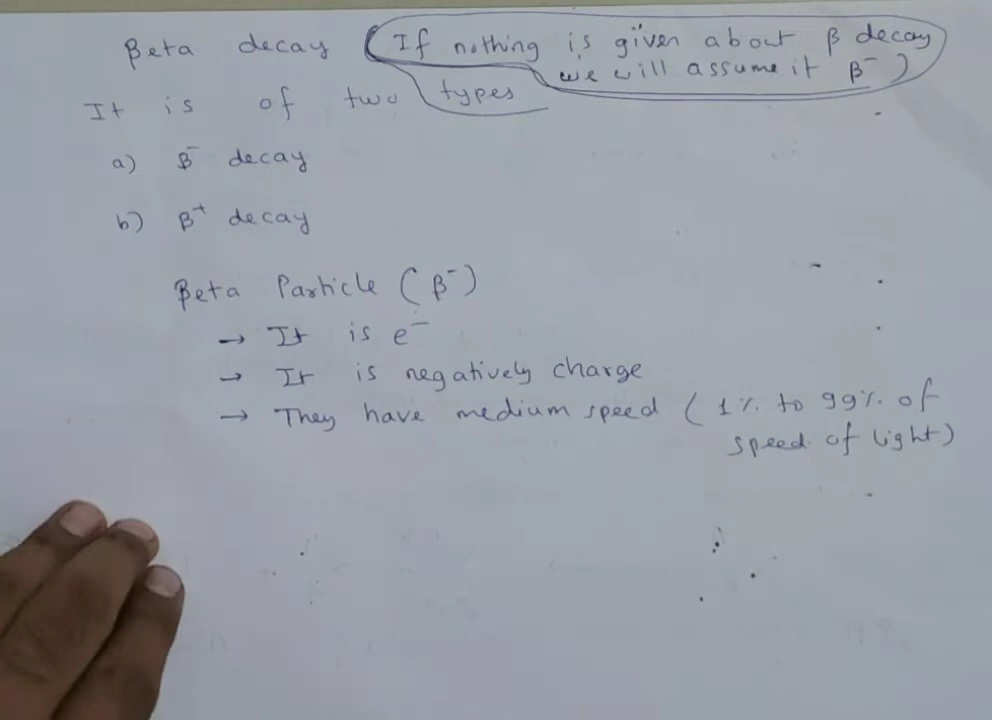 Beta decay (If nothing is given about β decay
we will assume it β⁻)
It is of two types
a) β⁻ decay
b) β⁺ decay
Beta Particle (β⁻)
→ It is e⁻
→ It is negatively charge
→ They have medium speed (1% to 99% of
speed of light)